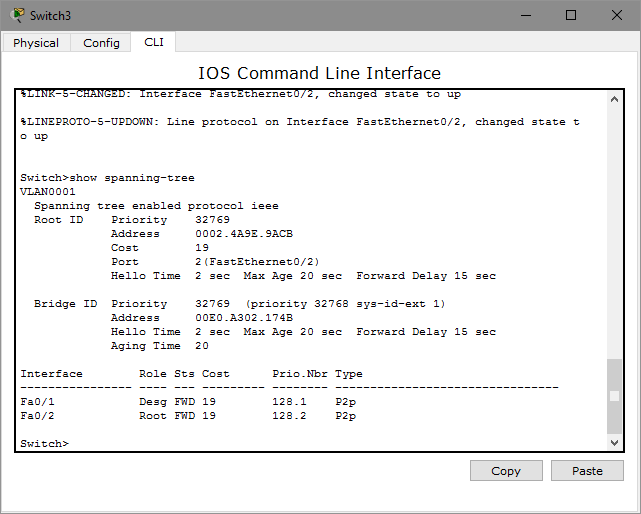 Switch3
Physical Config CLI
IOS Command Line Interface
%LINK-5-CHANGED: Interface FastEthernet0/2, changed state to up
%LINEPROTO-5-UPDOWN: Line protocol on Interface FastEthernet0/2, changed state t
o up
Switch>show spanning-tree
VLAN0001
  Spanning tree enabled protocol ieee
  Root ID    Priority    32769
             Address     0002.4A9E.9ACB
             Cost        19
             Port        2(FastEthernet0/2)
             Hello Time  2 sec  Max Age 20 sec  Forward Delay 15 sec
  Bridge ID  Priority    32769  (priority 32768 sys-id-ext 1)
             Address     00E0.A302.174B
             Hello Time  2 sec  Max Age 20 sec  Forward Delay 15 sec
             Aging Time  20
Interface        Role Sts Cost      Prio.Nbr Type
---------------- ---- --- --------- -------- --------------------------------
Fa0/1            Desg FWD 19        128.1    P2p
Fa0/2            Root FWD 19        128.2    P2p
Switch>
Copy Paste